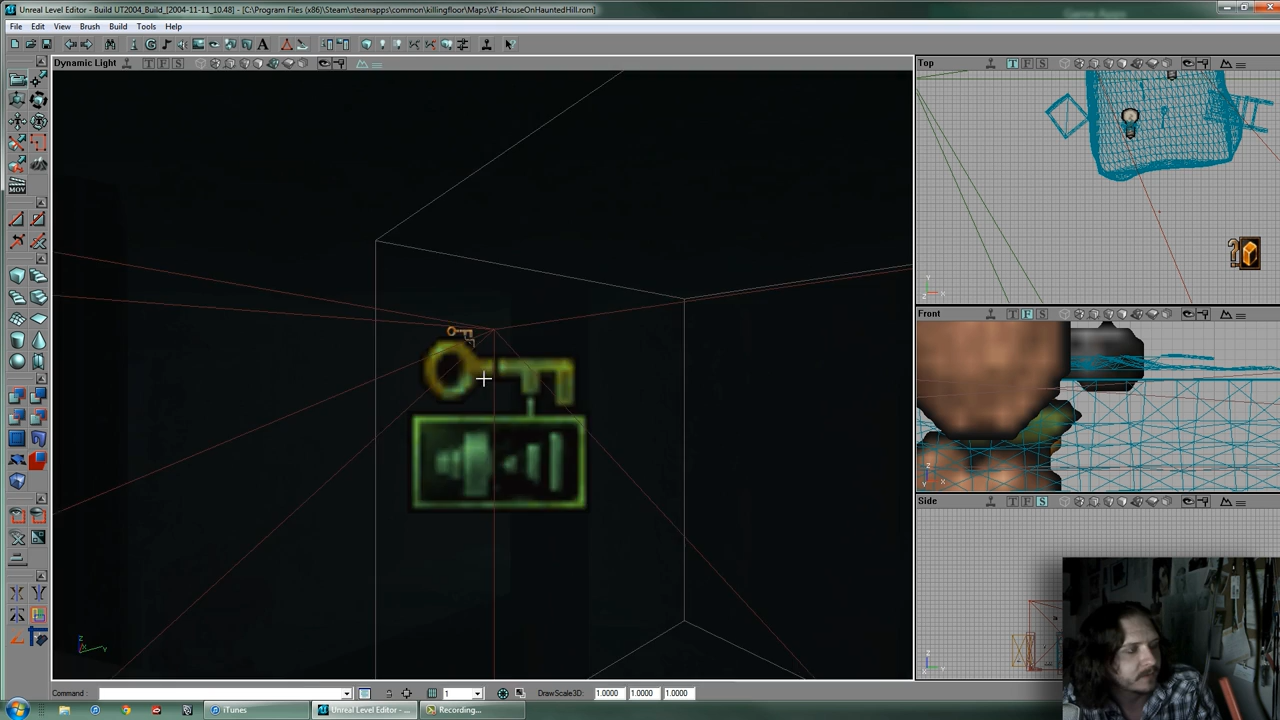 Unreal Level Editor - Build UT2004_Build_[2004-11-11_10.48] - [C:\Program Files (x86)\Steam\steamapps\common\killingfloor\Maps\KF-HouseOnHauntedHill.rom]
File Edit View Brush Build Tools Help
Dynamic Light T F S
Top T F S
Front T F S
Side T F S
MOV
Command : 1 DrawScale3D: 1.0000 1.0000 1.0000
iTunes Unreal Level Editor - ... Recording...